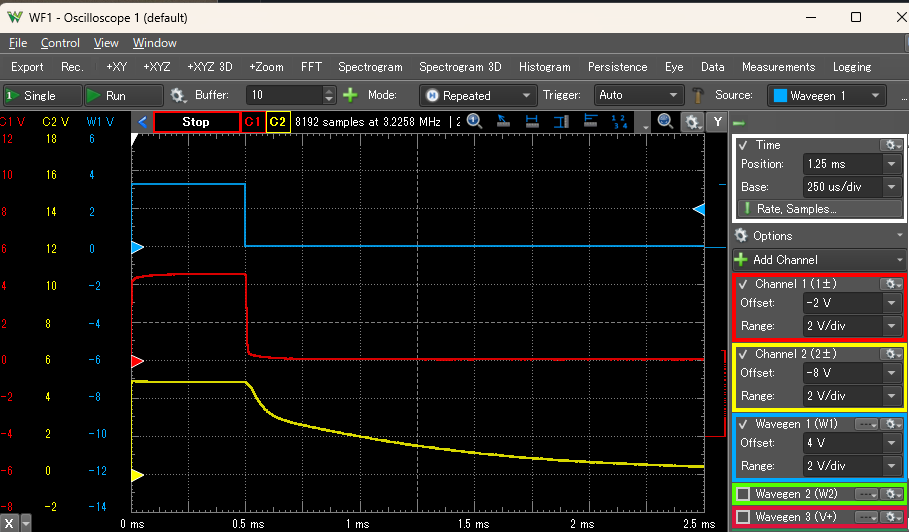 WF1 - Oscilloscope 1 (default)
File Control View Window
Export Rec. +XY +XYZ +XYZ 3D +Zoom FFT Spectrogram Spectrogram 3D Histogram Persistence Eye Data Measurements Logging
Single Run Buffer: 10 Mode: Repeated Trigger: Auto Source: Wavegen 1
C1 V C2 V W1 V Stop C1 C2 8192 samples at 3.2258 MHz | Y
12 18 6
10 16 4
8 14 2
6 12 0
4 10 -2
2 8 -4
0 6 -6
-2 4 -8
-4 2 -10
-6 0 -12
-8 -2 -14
X 0 ms 0.5 ms 1 ms 1.5 ms 2 ms 2.5 ms
Time
Position: 1.25 ms
Base: 250 us/div
Rate, Samples...
Options
Add Channel
Channel 1 (1±)
Offset: -2 V
Range: 2 V/div
Channel 2 (2±)
Offset: -8 V
Range: 2 V/div
Wavegen 1 (W1) ---
Offset: 4 V
Range: 2 V/div
Wavegen 2 (W2) ---
Wavegen 3 (V+) ---